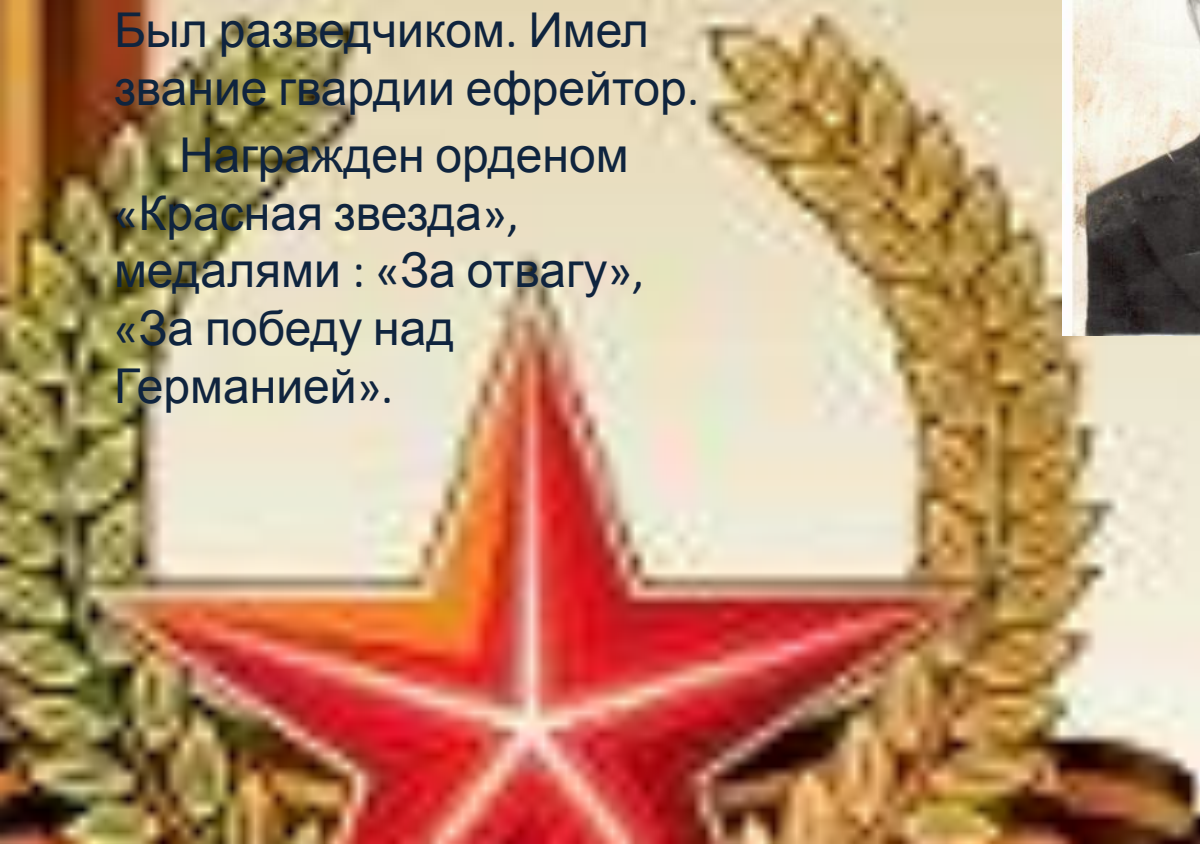 Был разведчиком. Имел
звание гвардии ефрейтор.
Награжден орденом
«Красная звезда»,
медалями : «За отвагу»,
«За победу над
Германией».